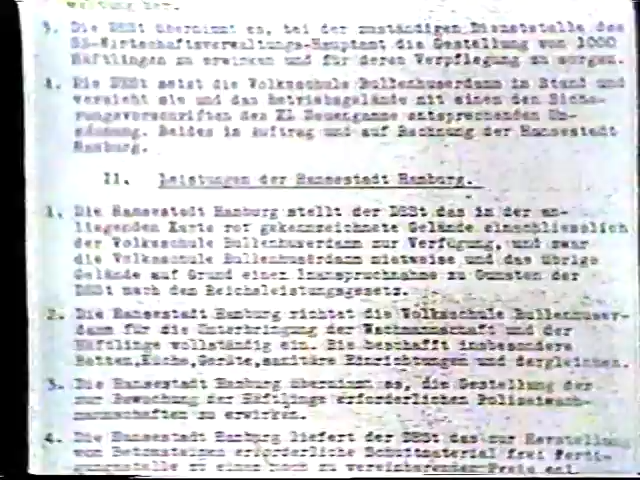 waltung her.
3. Die DESt übernimmt es, bei der zuständigen Dienststelle des
SS-Wirtschaftsverwaltungs-Hauptamt die Gestellung von 1000
Häftlingen zu erwirken und für deren Verpflegung zu sorgen.
4. Die DESt setzt die Volksschule Bullenhuserdamm in Stand und
versieht sie und das Betriebsgelände mit einen den Siche-
rungsvorschriften des KL Neuengamme entsprechenden Um-
zäunung. Beides im Auftrag und auf Rechnung der Hansestadt
Hamburg.
II. Leistungen der Hansestadt Hamburg.
1. Die Hansestadt Hamburg stellt der DESt das in der an-
liegenden Karte rot gekennzeichnete Gelände einschliesslich
der Volksschule Bullenhuserdamm zur Verfügung, und zwar
die Volksschule Bullenhuserdamm mietweise und das übrige
Gelände auf Grund einer Inanspruchnahme zu Gunsten der
DESt nach dem Reichsleistungsgesetz.
2. Die Hansestadt Hamburg richtet die Volksschule Bullenhuser-
damm für die Unterbringung der Wachmannschaft und der
Häftlinge vollständig ein. Sie beschafft insbesondere
Betten, Küche, Geräte, sanitäre Einrichtungen und dergleichen.
3. Die Hansestadt Hamburg übernimmt es, die Gestellung der
zur Bewachung der Häftlinge erforderlichen Polizeiwach-
mannschaften zu erwirken.
4. Die Hansestadt Hamburg liefert der DESt das zur Herstellung
von Betonsteinen erforderliche Schuttmaterial frei Ferti-
gungsstelle zu einem noch zu vereinbarenden Preis